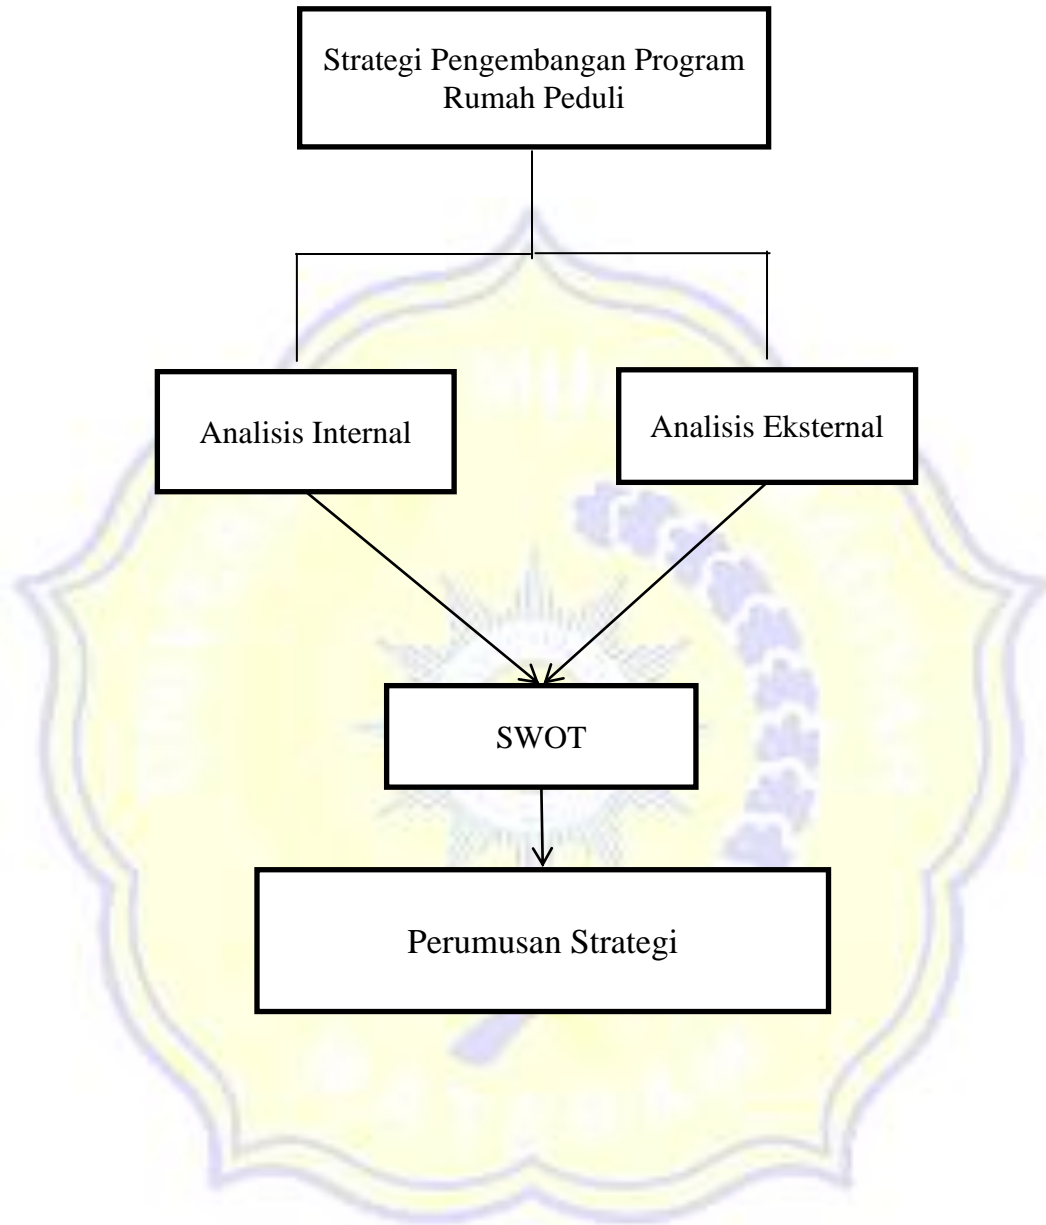 Strategi Pengembangan Program
Rumah Peduli
Analisis Internal
Analisis Eksternal
SWOT
Perumusan Strategi